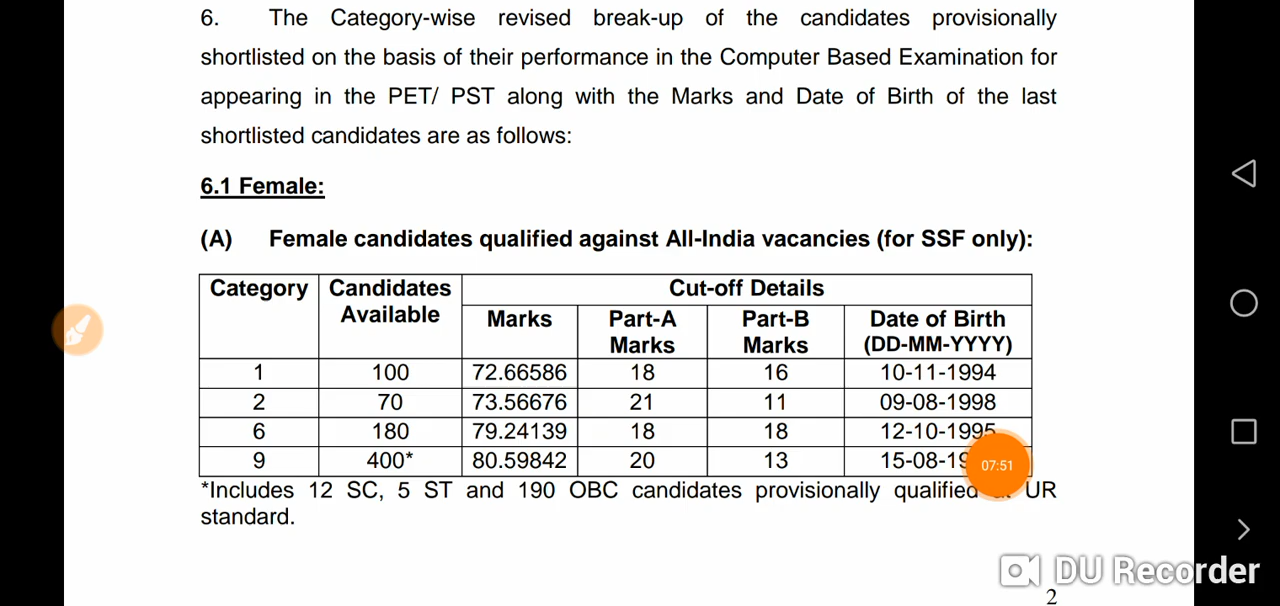 6. The Category-wise revised break-up of the candidates provisionally
shortlisted on the basis of their performance in the Computer Based Examination for
appearing in the PET/ PST along with the Marks and Date of Birth of the last
shortlisted candidates are as follows:
6.1 Female:
(A) Female candidates qualified against All-India vacancies (for SSF only):
Category Candidates Available Cut-off Details
Marks Part-A Marks Part-B Marks Date of Birth (DD-MM-YYYY)
1 100 72.66586 18 16 10-11-1994
2 70 73.56676 21 11 09-08-1998
6 180 79.24139 18 18 12-10-1995
9 400* 80.59842 20 13 15-08-19
07:51
*Includes 12 SC, 5 ST and 190 OBC candidates provisionally qualified UR
standard.
DU Recorder
2